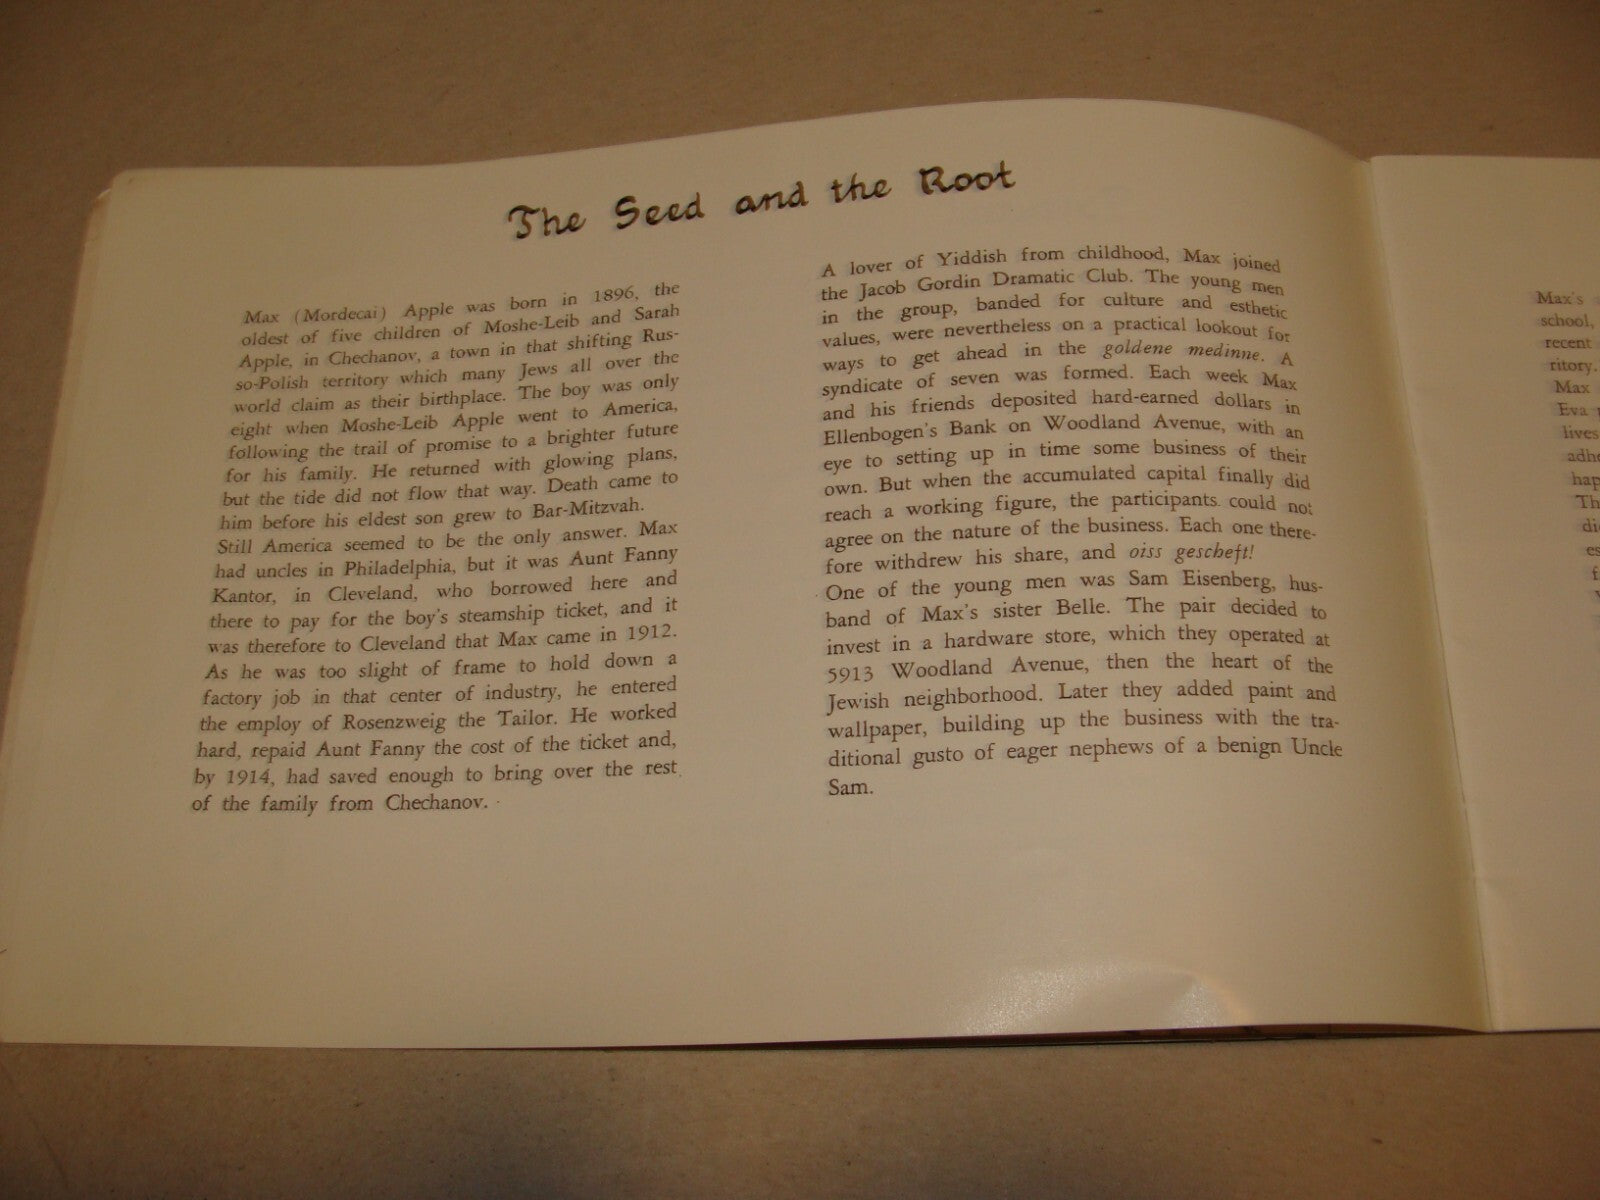 The Seed and the Root
Max (Mordecai) Apple was born in 1896, the
oldest of five children of Moshe-Leib and Sarah
Apple, in Chechanov, a town in that shifting Rus-
so-Polish territory which many Jews all over the
world claim as their birthplace. The boy was only
eight when Moshe-Leib Apple went to America,
following the trail of promise to a brighter future
for his family. He returned with glowing plans,
but the tide did not flow that way. Death came to
him before his eldest son grew to Bar-Mitzvah.
Still America seemed to be the only answer. Max
had uncles in Philadelphia, but it was Aunt Fanny
Kantor, in Cleveland, who borrowed here and
there to pay for the boy's steamship ticket, and it
was therefore to Cleveland that Max came in 1912.
As he was too slight of frame to hold down a
factory job in that center of industry, he entered
the employ of Rosenzweig the Tailor. He worked
hard, repaid Aunt Fanny the cost of the ticket and,
by 1914, had saved enough to bring over the rest
of the family from Chechanov.
A lover of Yiddish from childhood, Max joined
the Jacob Gordin Dramatic Club. The young men
in the group, banded for culture and esthetic
values, were nevertheless on a practical lookout for
ways to get ahead in the goldene medinne. A
syndicate of seven was formed. Each week Max
and his friends deposited hard-earned dollars in
Ellenbogen's Bank on Woodland Avenue, with an
eye to setting up in time some business of their
own. But when the accumulated capital finally did
reach a working figure, the participants could not
agree on the nature of the business. Each one there-
fore withdrew his share, and oiss gescheft!
One of the young men was Sam Eisenberg, hus-
band of Max's sister Belle. The pair decided to
invest in a hardware store, which they operated at
5913 Woodland Avenue, then the heart of the
Jewish neighborhood. Later they added paint and
wallpaper, building up the business with the tra-
ditional gusto of eager nephews of a benign Uncle
Sam.
Max's
school,
recent
ritory.
Max
Eva
lives
adhe
hap
Th
di
es